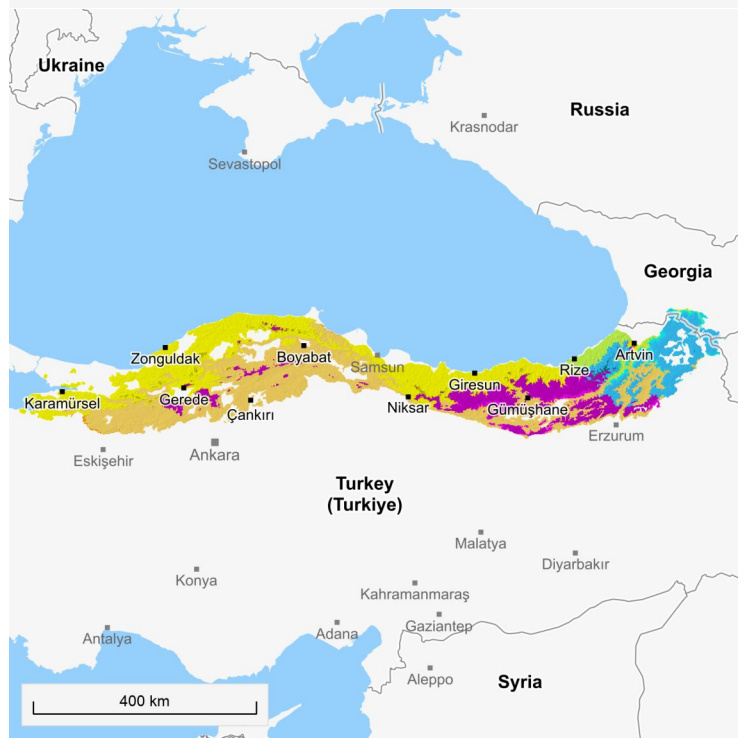 Ukraine
Russia
Krasnodar
Sevastopol
Georgia
Zonguldak
Boyabat
Samsun
Artvin
Rize
Giresun
Karamürsel
Gerede
Çankırı
Niksar
Gümüşhane
Erzurum
Eskişehir
Ankara
Turkey
(Turkiye)
Malatya
Diyarbakır
Konya
Kahramanmaraş
Gaziantep
Antalya
Adana
Aleppo
Syria
400 km